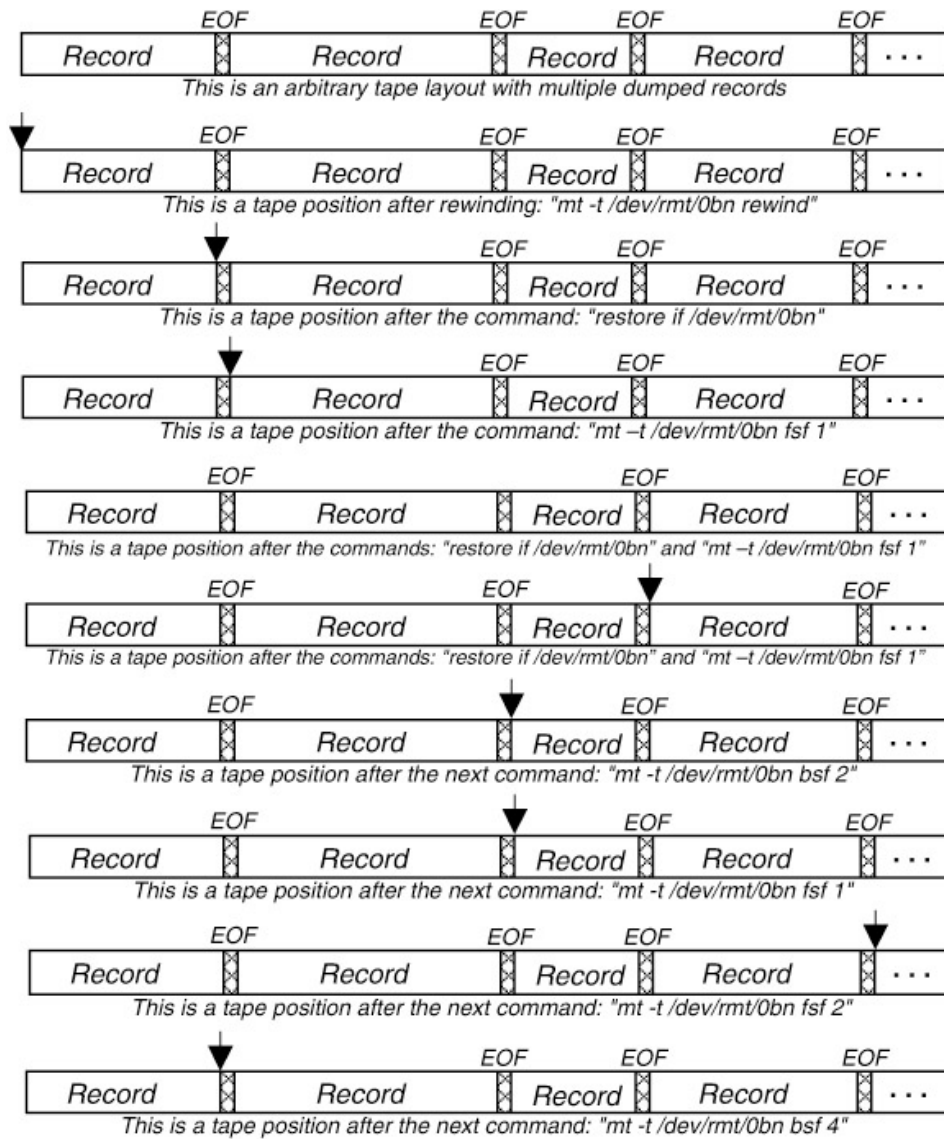 EOF EOF EOF EOF
Record Record Record Record ...
This is an arbitrary tape layout with multiple dumped records
EOF EOF EOF EOF
Record Record Record Record ...
This is a tape position after rewinding: "mt -t /dev/rmt/0bn rewind"
EOF EOF EOF
Record Record Record Record ...
This is a tape position after the command: "restore if /dev/rmt/0bn"
EOF EOF EOF
Record Record Record Record ...
This is a tape position after the command: "mt –t /dev/rmt/0bn fsf 1"
EOF EOF EOF
Record Record Record Record ...
This is a tape position after the commands: "restore if /dev/rmt/0bn" and "mt –t /dev/rmt/0bn fsf 1"
EOF EOF EOF
Record Record Record Record ...
This is a tape position after the commands: "restore if /dev/rmt/0bn" and "mt –t /dev/rmt/0bn fsf 1"
EOF EOF EOF
Record Record Record Record ...
This is a tape position after the next command: "mt -t /dev/rmt/0bn bsf 2"
EOF EOF EOF
Record Record Record Record ...
This is a tape position after the next command: "mt -t /dev/rmt/0bn fsf 1"
EOF EOF EOF
Record Record Record Record ...
This is a tape position after the next command: "mt -t /dev/rmt/0bn fsf 2"
EOF EOF EOF
Record Record Record Record ...
This is a tape position after the next command: "mt -t /dev/rmt/0bn bsf 4"